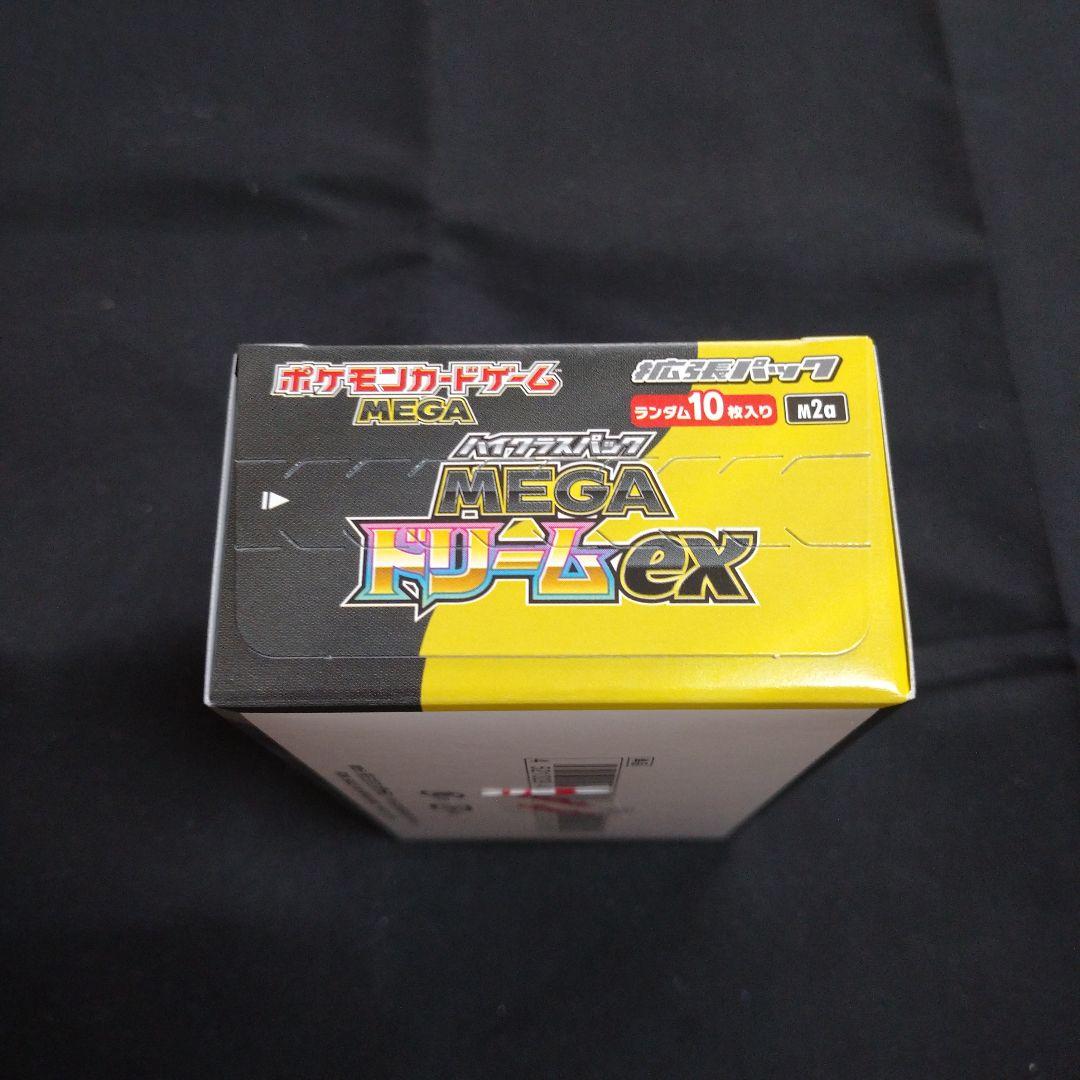 ポケモンカードゲーム
MEGA
拡張パック
ランダム10枚入り
M2a
ハイクラスパック
MEGA
ドリームex